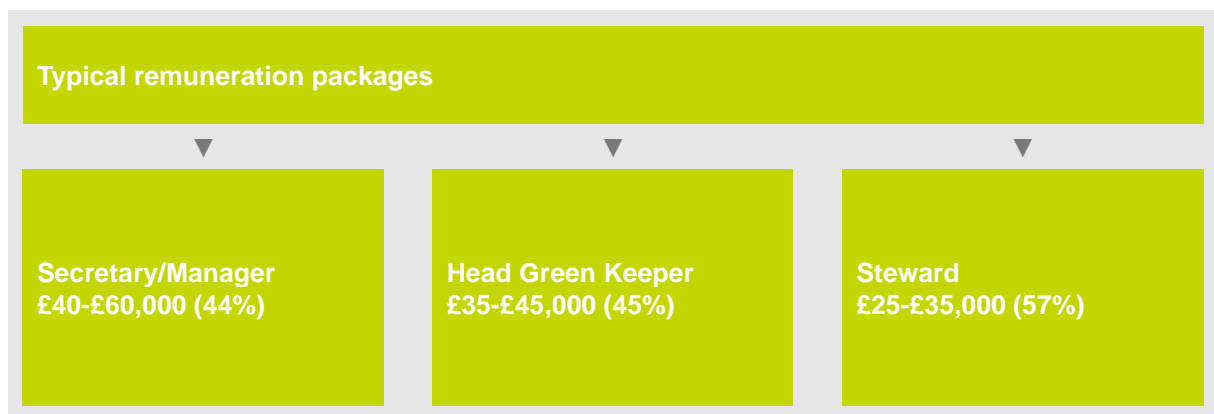 Typical remuneration packages
Secretary/Manager
£40-£60,000 (44%)
Head Green Keeper
£35-£45,000 (45%)
Steward
£25-£35,000 (57%)